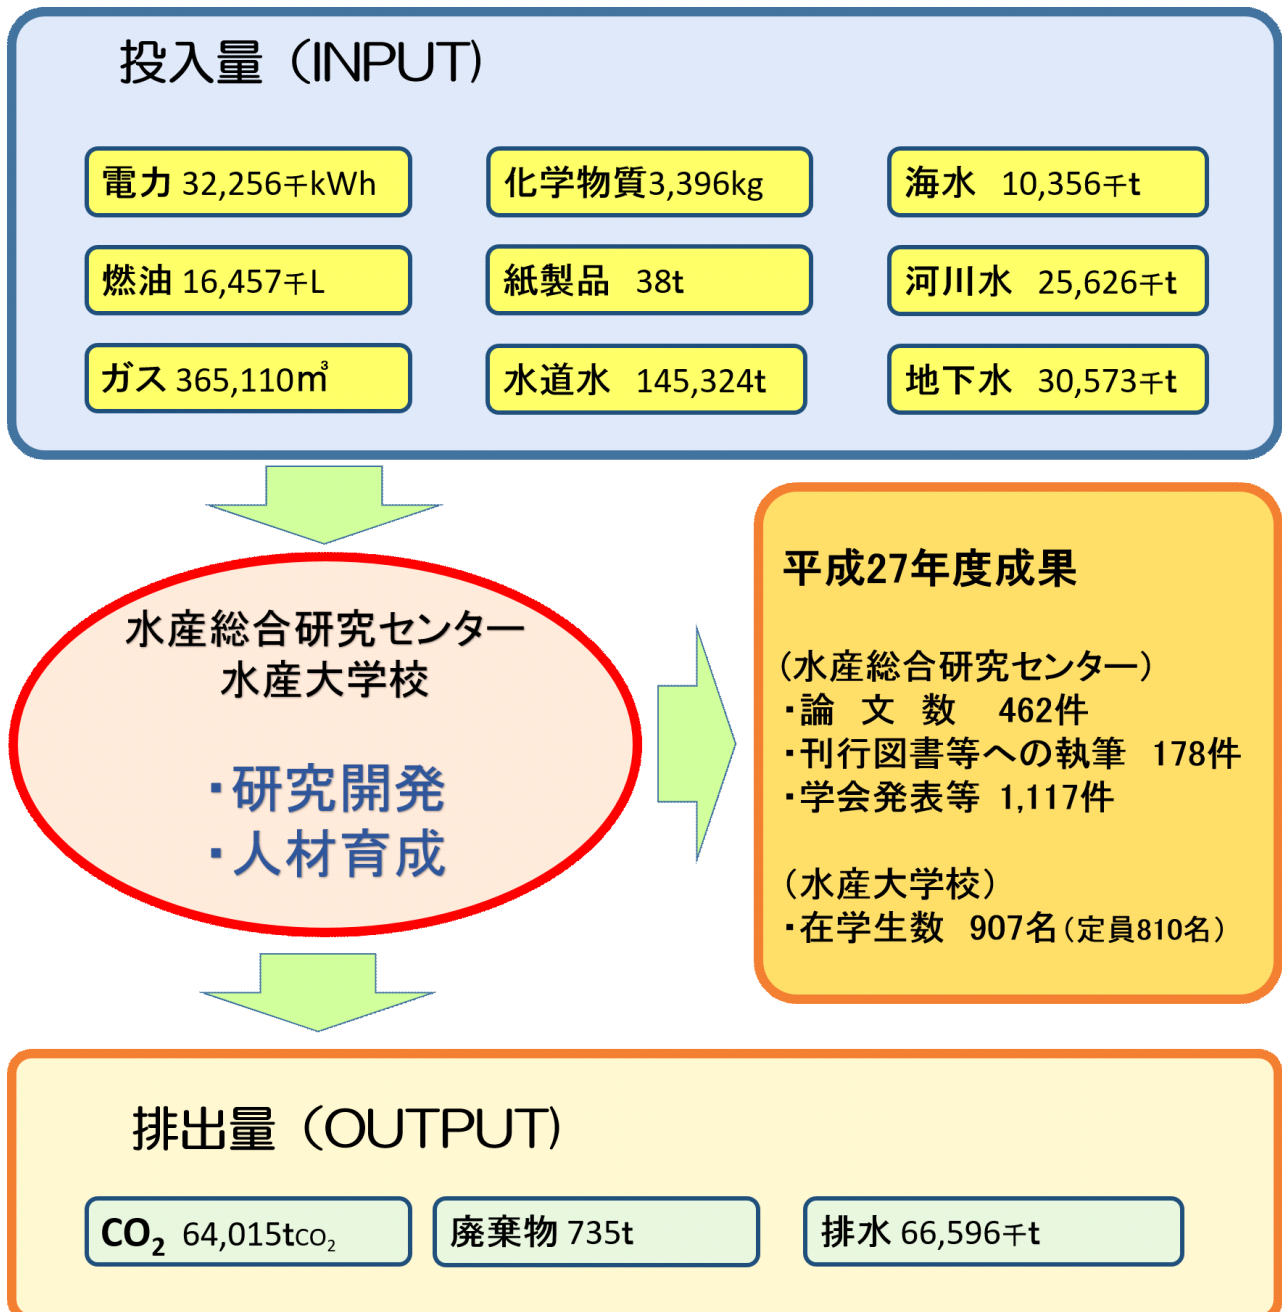 投入量（INPUT）
電力 32,256千kWh
化学物質3,396kg
海水 10,356千t
燃油 16,457千L
紙製品 38t
河川水 25,626千t
ガス 365,110㎥
水道水 145,324t
地下水 30,573千t
水産総合研究センター
水産大学校
・研究開発
・人材育成
平成27年度成果
（水産総合研究センター）
・論 文 数 462件
・刊行図書等への執筆 178件
・学会発表等 1,117件
（水産大学校）
・在学生数 907名（定員810名）
排出量（OUTPUT）
CO₂ 64,015tCO₂
廃棄物 735t
排水 66,596千t